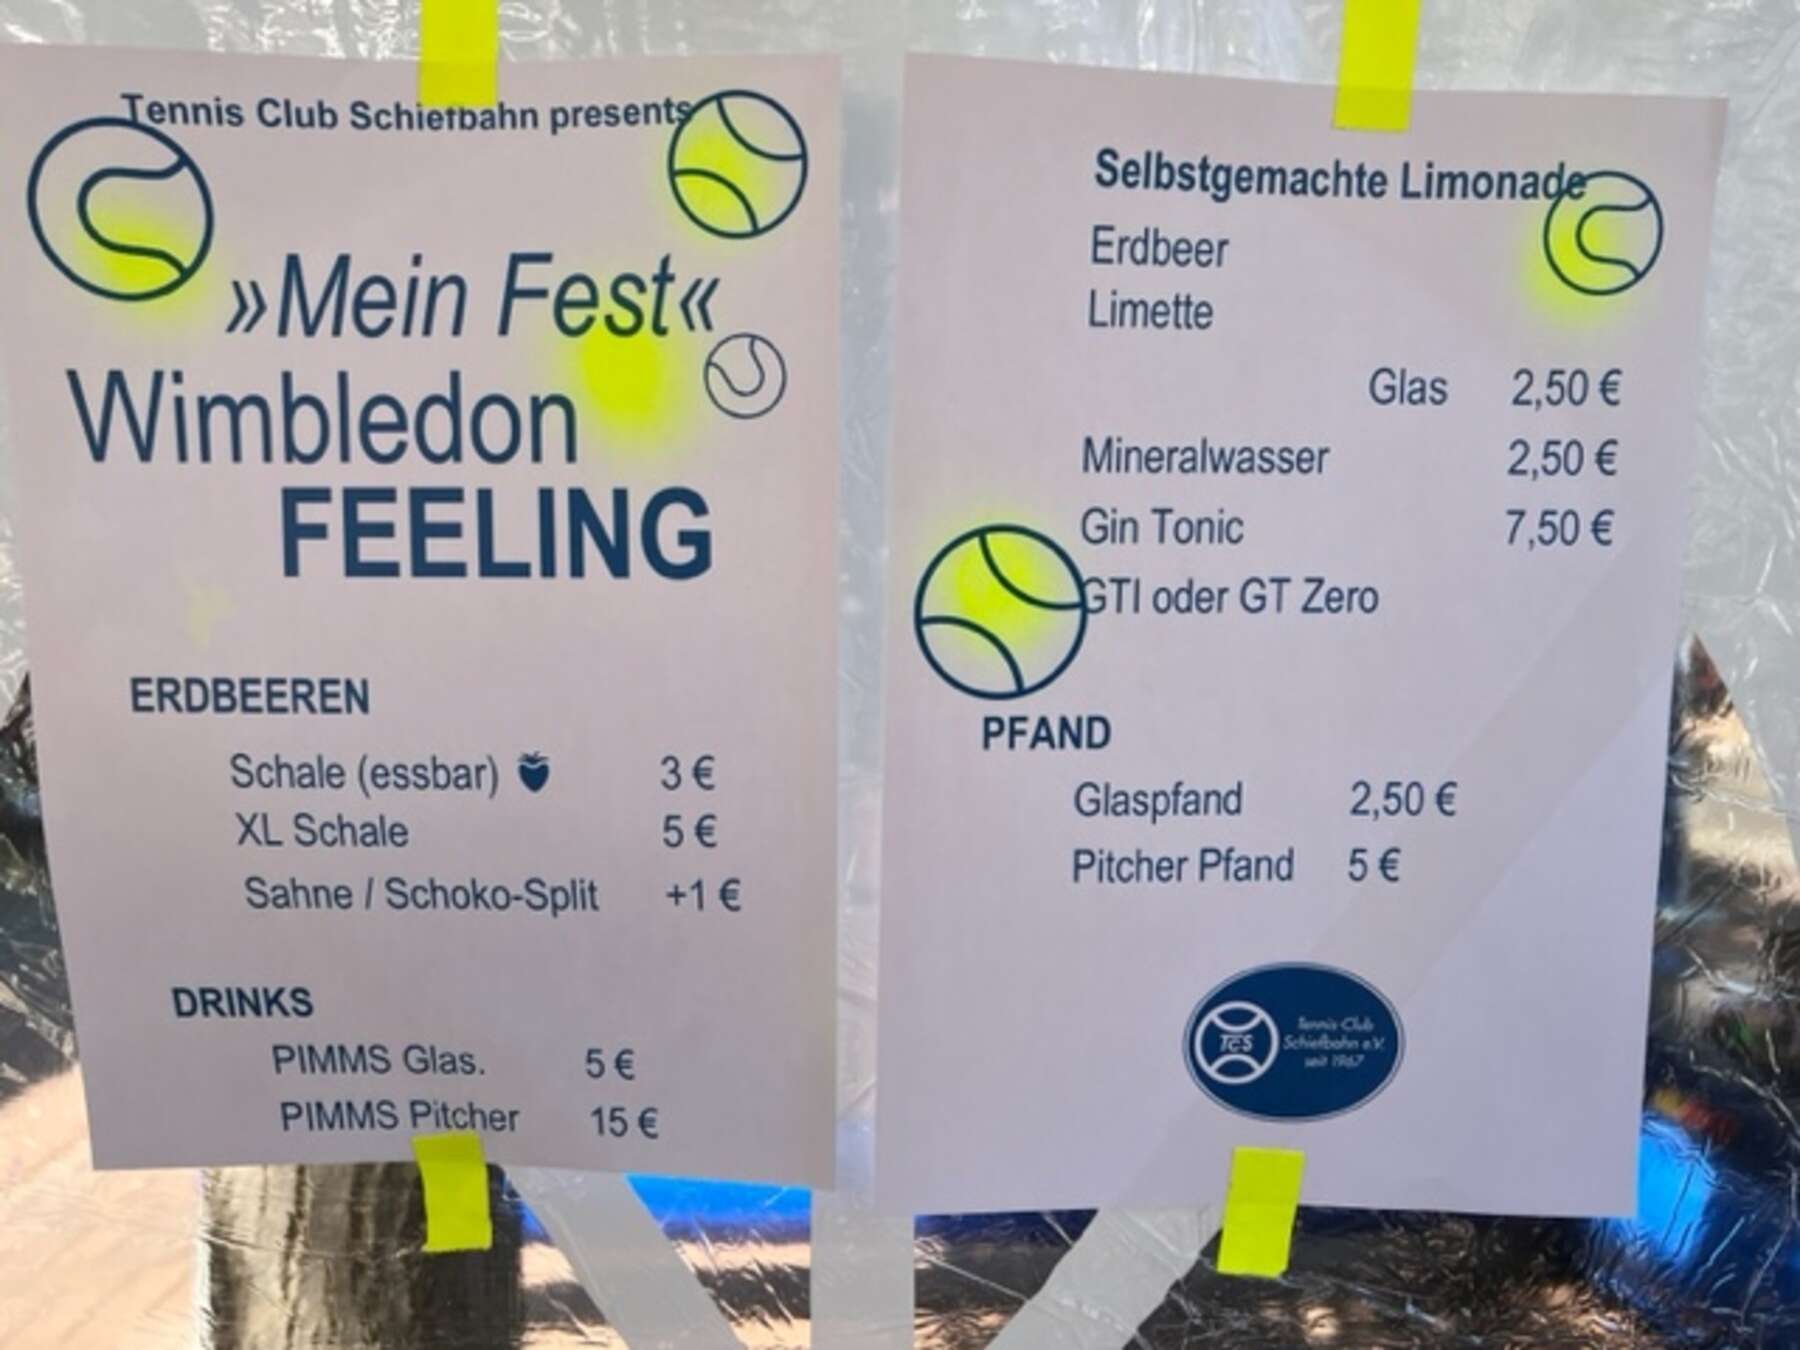 Tennis Club Schiefbahn presents
»Mein Fest«
Wimbledon
FEELING
ERDBEEREN
Schale (essbar) 3 €
XL Schale 5 €
Sahne / Schoko-Split +1 €
DRINKS
PIMMS Glas. 5 €
PIMMS Pitcher 15 €
Selbstgemachte Limonade
Erdbeer
Limette
Glas 2,50 €
Mineralwasser 2,50 €
Gin Tonic 7,50 €
GTI oder GT Zero
PFAND
Glaspfand 2,50 €
Pitcher Pfand 5 €
TCS
Tennis-Club
Schiefbahn e.V.
seit 1967